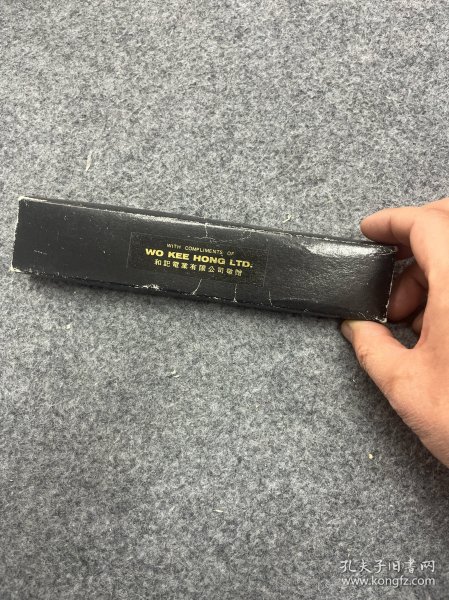 WITH COMPLIMENTS OF
WO KEE HONG LTD.
和記電業有限公司敬贈
孔夫子旧书网
www.kongfz.com